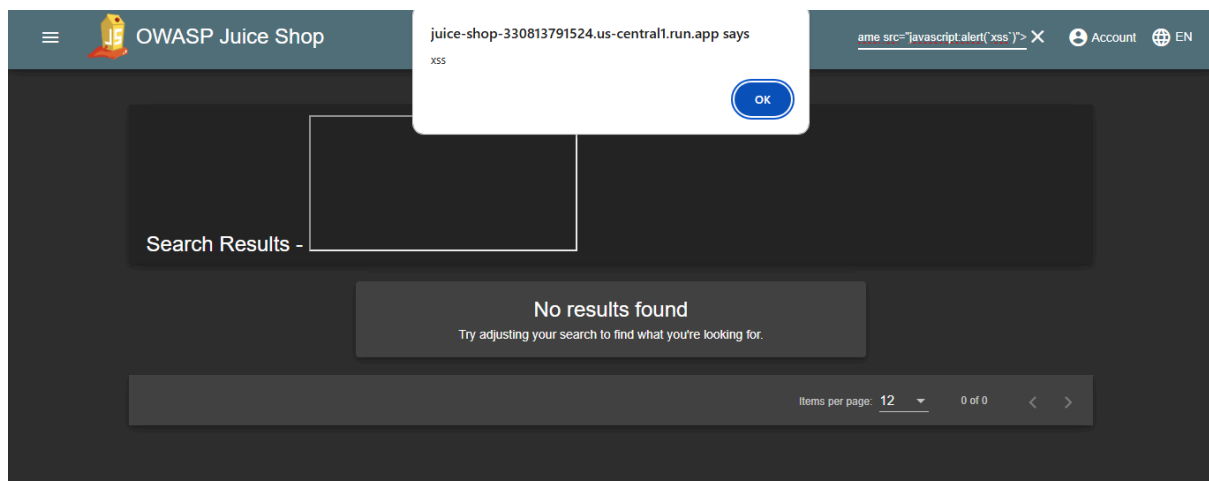 OWASP Juice Shop
juice-shop-330813791524.us-central1.run.app says
xss
OK
ame src="javascript:alert(`xss`)">
Account
EN
Search Results -
No results found
Try adjusting your search to find what you're looking for.
Items per page: 12
0 of 0